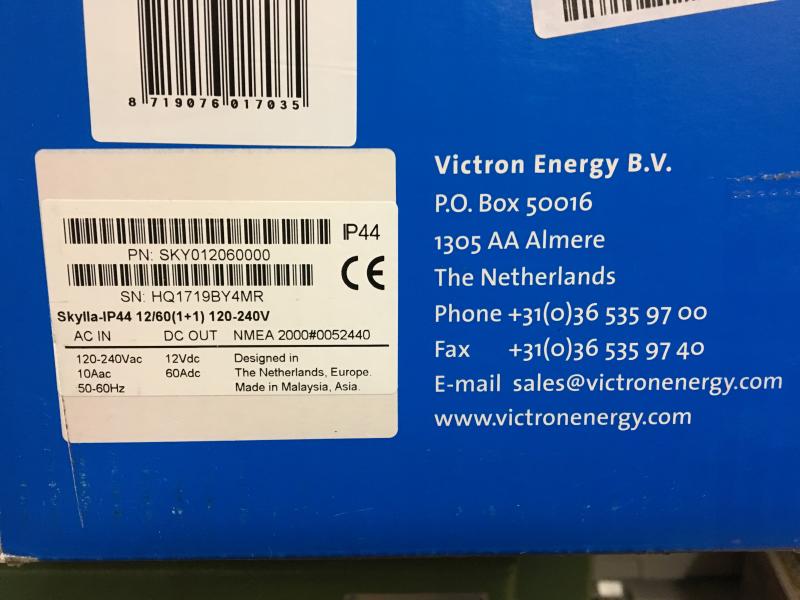 8 719076 017035
IP44
PN: SKY012060000
CE
SN: HQ1719BY4MR
Skylla-IP44 12/60(1+1) 120-240V
AC IN DC OUT NMEA 2000#0052440
120-240Vac 12Vdc Designed in
10Aac 60Adc The Netherlands, Europe.
50-60Hz Made in Malaysia, Asia.
Victron Energy B.V.
P.O. Box 50016
1305 AA Almere
The Netherlands
Phone +31(0)36 535 97 00
Fax +31(0)36 535 97 40
E-mail sales@victronenergy.com
www.victronenergy.com